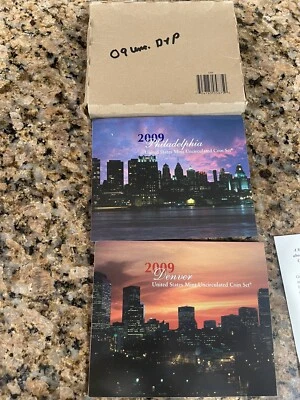 09 Unc. D+P
2009
Philadelphia
United States Mint Uncirculated Coin Set®
2009
Denver
United States Mint Uncirculated Coin Set®